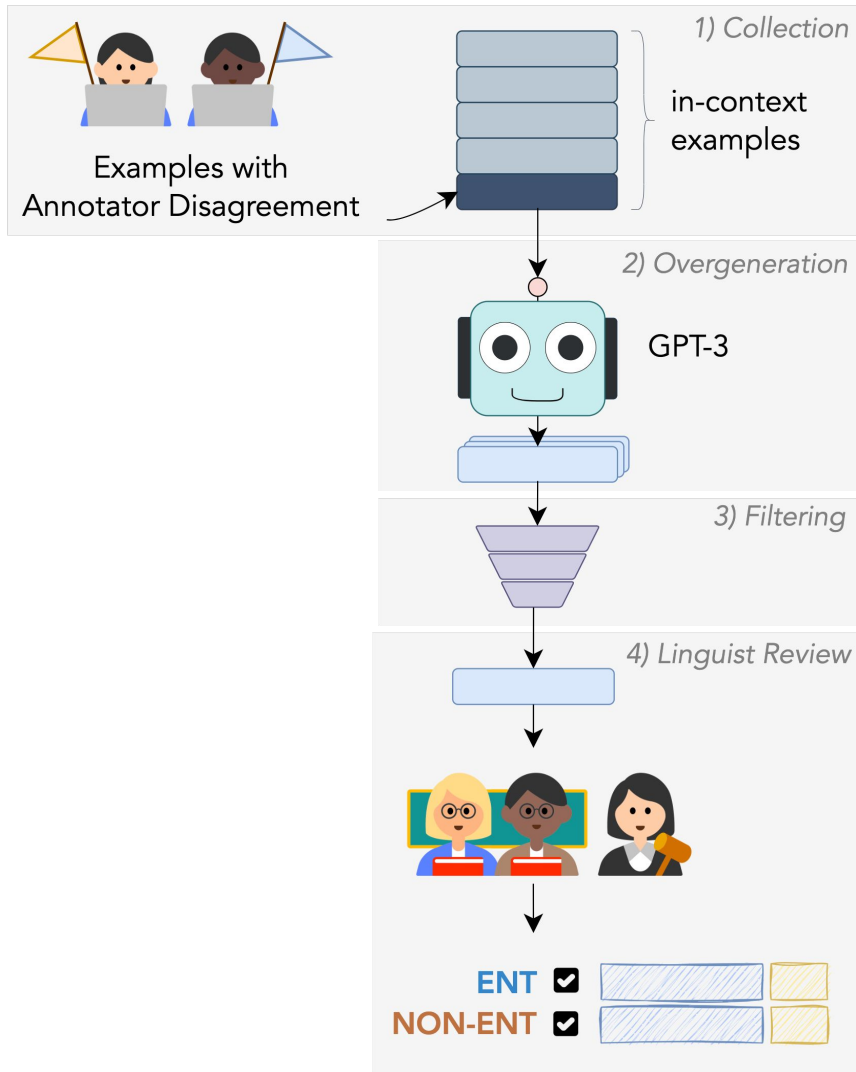 1) Collection
in-context
examples
Examples with
Annotator Disagreement
2) Overgeneration
GPT-3
3) Filtering
4) Linguist Review
ENT
NON-ENT